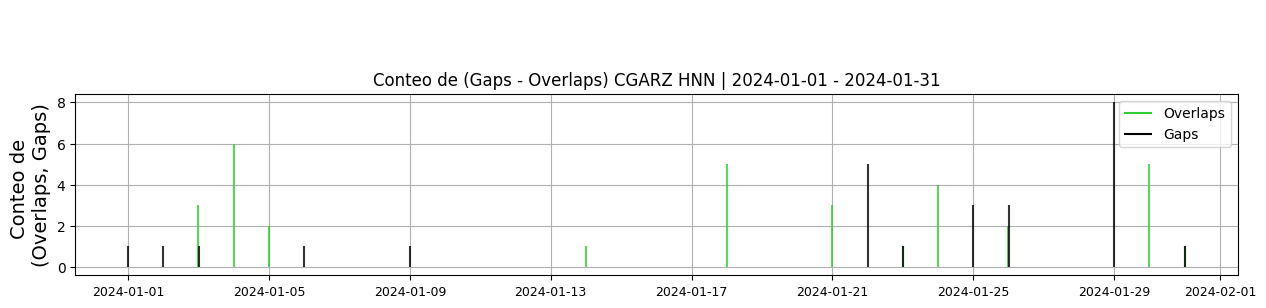 Conteo de (Gaps - Overlaps) CGARZ HNN | 2024-01-01 - 2024-01-31
Conteo de
(Overlaps, Gaps)
8
6
4
2
0
Overlaps
Gaps
2024-01-01 2024-01-05 2024-01-09 2024-01-13 2024-01-17 2024-01-21 2024-01-25 2024-01-29 2024-02-01